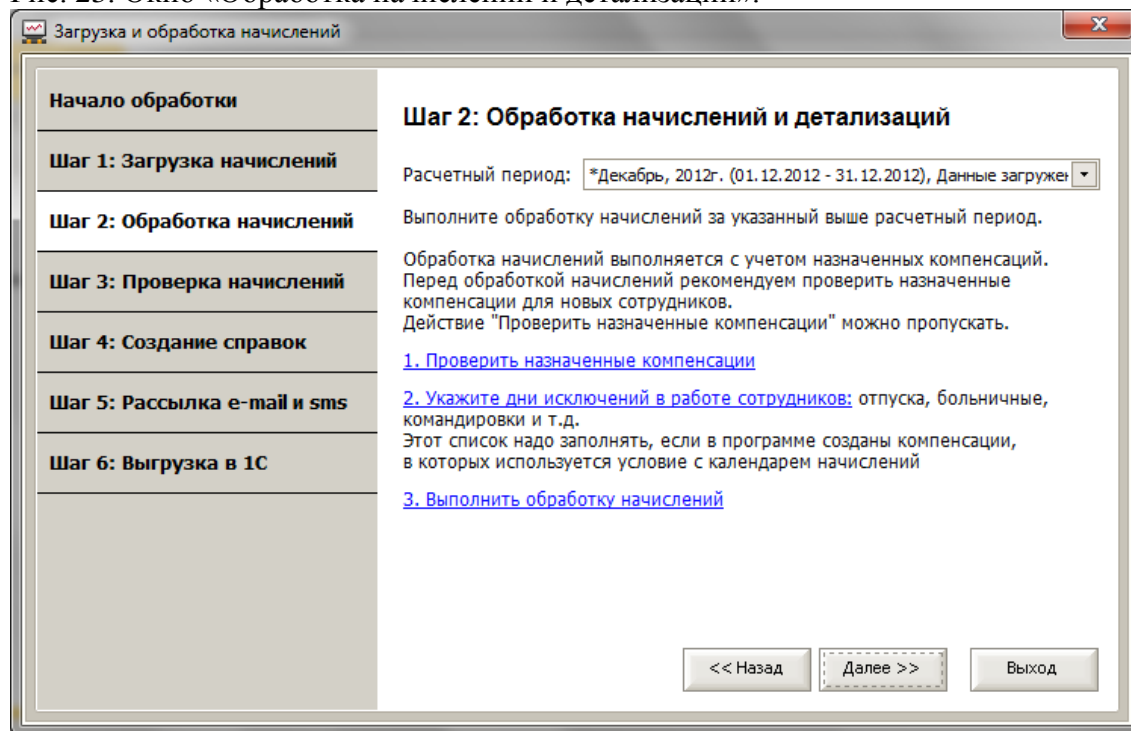 Загрузка и обработка начислений
Начало обработки
Шаг 1: Загрузка начислений
Шаг 2: Обработка начислений
Шаг 3: Проверка начислений
Шаг 4: Создание справок
Шаг 5: Рассылка e-mail и sms
Шаг 6: Выгрузка в 1С
Шаг 2: Обработка начислений и детализаций
Расчетный период: *Декабрь, 2012г. (01.12.2012 - 31.12.2012), Данные загружен
Выполните обработку начислений за указанный выше расчетный период.
Обработка начислений выполняется с учетом назначенных компенсаций.
Перед обработкой начислений рекомендуем проверить назначенные
компенсации для новых сотрудников.
Действие "Проверить назначенные компенсации" можно пропускать.
1. Проверить назначенные компенсации
2. Укажите дни исключений в работе сотрудников: отпуска, больничные,
командировки и т.д.
Этот список надо заполнять, если в программе созданы компенсации,
в которых используется условие с календарем начислений
3. Выполнить обработку начислений
<< Назад
Далее >>
Выход